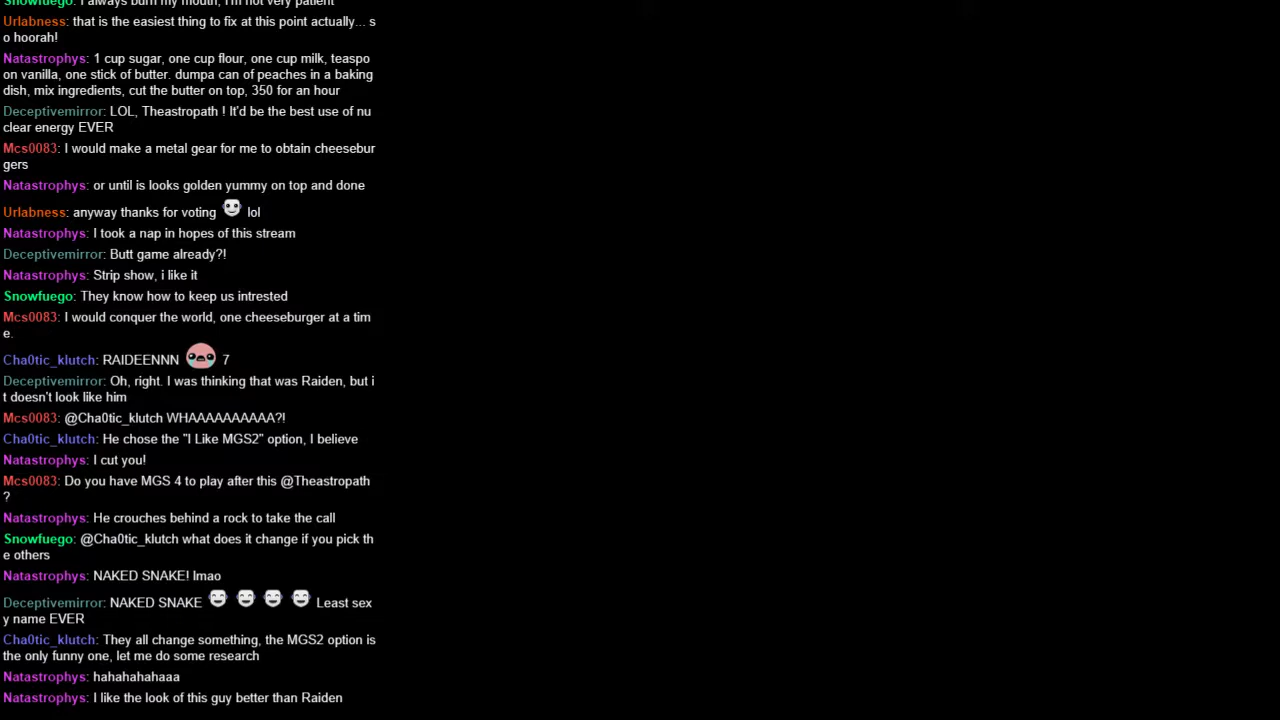 Snowfuego: I always burn my mouth, I'm not very patient
Urlabness: that is the easiest thing to fix at this point actually... s
o hoorah!
Natastrophys: 1 cup sugar, one cup flour, one cup milk, teaspo
on vanilla, one stick of butter. dumpa can of peaches in a baking
dish, mix ingredients, cut the butter on top, 350 for an hour
Deceptivemirror: LOL, Theastropath ! It'd be the best use of nu
clear energy EVER
Mcs0083: I would make a metal gear for me to obtain cheesebur
gers
Natastrophys: or until is looks golden yummy on top and done
Urlabness: anyway thanks for voting lol
Natastrophys: I took a nap in hopes of this stream
Deceptivemirror: Butt game already?!
Natastrophys: Strip show, i like it
Snowfuego: They know how to keep us intrested
Mcs0083: I would conquer the world, one cheeseburger at a tim
e.
Cha0tic_klutch: RAIDEENNN 7
Deceptivemirror: Oh, right. I was thinking that was Raiden, but i
t doesn't look like him
Mcs0083: @Cha0tic_klutch WHAAAAAAAAAA?!
Cha0tic_klutch: He chose the "I Like MGS2" option, I believe
Natastrophys: I cut you!
Mcs0083: Do you have MGS 4 to play after this @Theastropath
?
Natastrophys: He crouches behind a rock to take the call
Snowfuego: @Cha0tic_klutch what does it change if you pick th
e others
Natastrophys: NAKED SNAKE! lmao
Deceptivemirror: NAKED SNAKE Least sex
y name EVER
Cha0tic_klutch: They all change something, the MGS2 option is
the only funny one, let me do some research
Natastrophys: hahahahahaaa
Natastrophys: I like the look of this guy better than Raiden